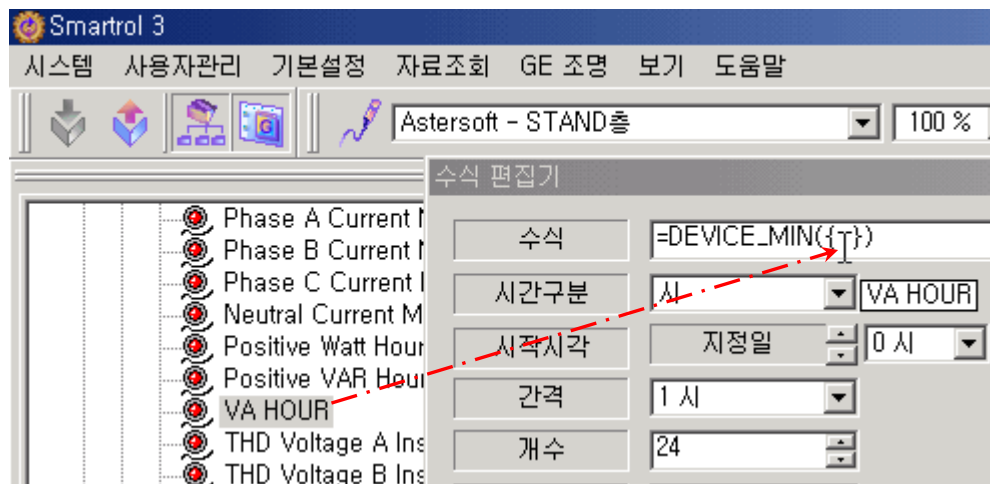 Smartrol 3
시스템 사용자관리 기본설정 자료조회 GE 조명 보기 도움말
Astersoft - STAND층 100 %
수식 편집기
Phase A Current
Phase B Current
Phase C Current
Neutral Current M
Positive Watt Hour
Positive VAR Hour
VA HOUR
THD Voltage A Ins
THD Voltage B Ins
수식 =DEVICE_MIN({ })
시간구분 시 VA HOUR
시작시각 지정일 0 시
간격 1 시
개수 24